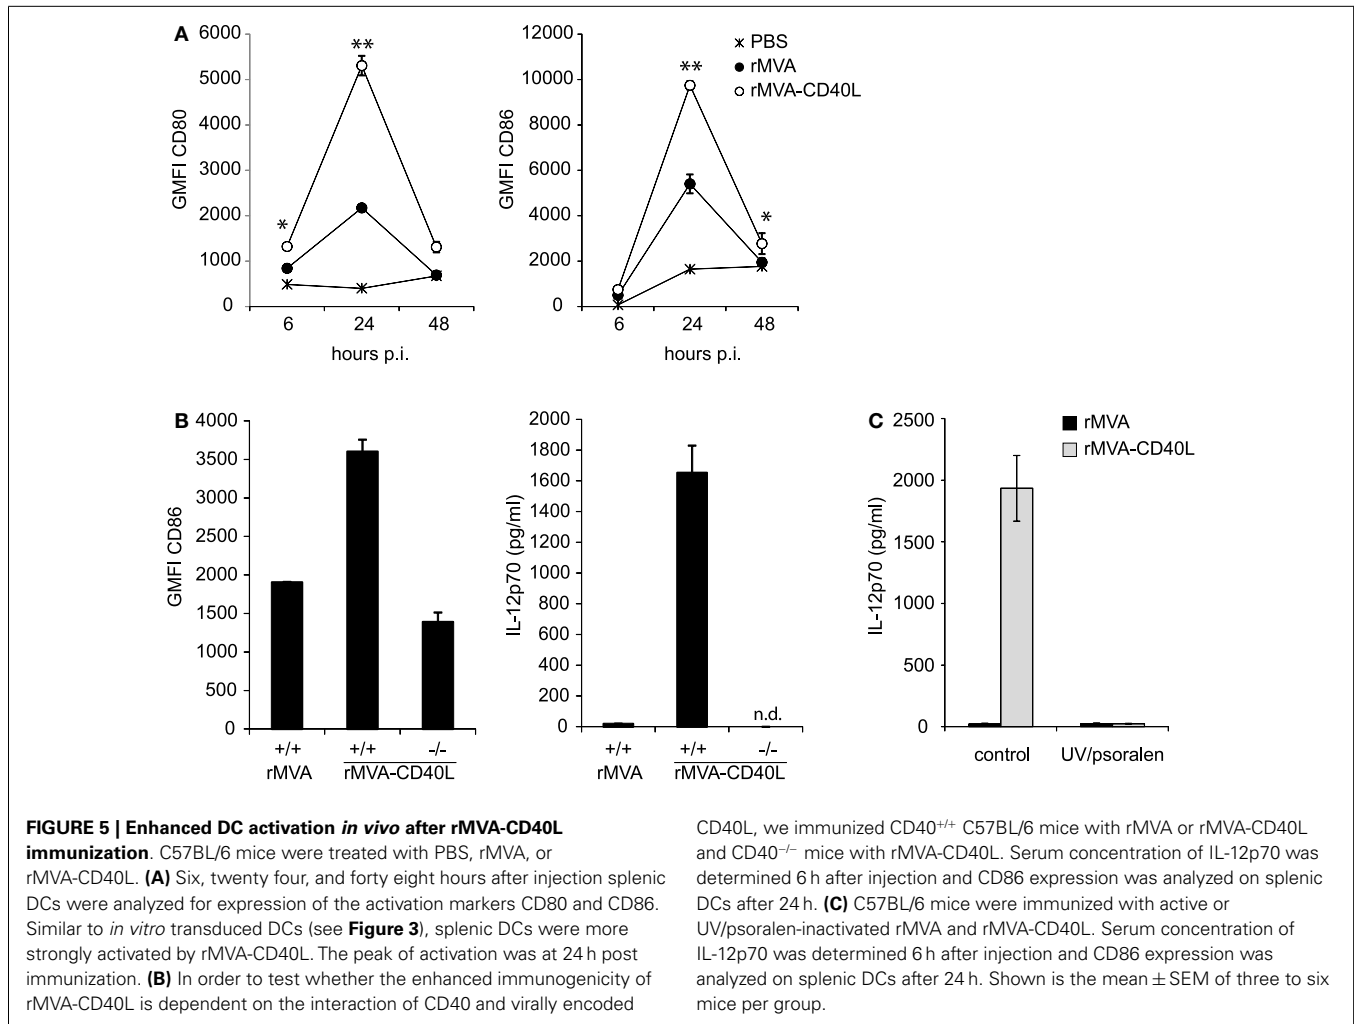 A
6000
5000
4000
3000
2000
1000
0
GMFI CD80
*
**
6 24 48
hours p.i.
12000
10000
8000
6000
4000
2000
0
GMFI CD86
**
*
6 24 48
hours p.i.
PBS
rMVA
rMVA-CD40L
B
4000
3500
3000
2500
2000
1500
1000
500
0
GMFI CD86
+/+ +/+ -/-
rMVA rMVA-CD40L
2000
1800
1600
1400
1200
1000
800
600
400
200
0
IL-12p70 (pg/ml)
n.d.
+/+ +/+ -/-
rMVA rMVA-CD40L
C
2500
2000
1500
1000
500
0
IL-12p70 (pg/ml)
rMVA
rMVA-CD40L
control UV/psoralen
FIGURE 5 | Enhanced DC activation in vivo after rMVA-CD40L
immunization. C57BL/6 mice were treated with PBS, rMVA, or
rMVA-CD40L. (A) Six, twenty four, and forty eight hours after injection splenic
DCs were analyzed for expression of the activation markers CD80 and CD86.
Similar to in vitro transduced DCs (see Figure 3), splenic DCs were more
strongly activated by rMVA-CD40L. The peak of activation was at 24 h post
immunization. (B) In order to test whether the enhanced immunogenicity of
rMVA-CD40L is dependent on the interaction of CD40 and virally encoded
CD40L, we immunized CD40+/+ C57BL/6 mice with rMVA or rMVA-CD40L
and CD40−/− mice with rMVA-CD40L. Serum concentration of IL-12p70 was
determined 6 h after injection and CD86 expression was analyzed on splenic
DCs after 24 h. (C) C57BL/6 mice were immunized with active or
UV/psoralen-inactivated rMVA and rMVA-CD40L. Serum concentration of
IL-12p70 was determined 6 h after injection and CD86 expression was
analyzed on splenic DCs after 24 h. Shown is the mean ± SEM of three to six
mice per group.